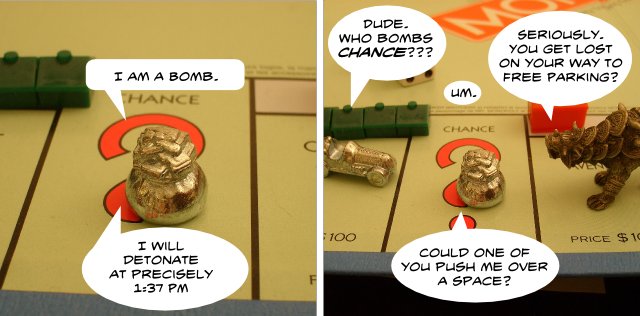 I AM A BOMB.
CHANCE
I WILL
DETONATE
AT PRECISELY
1:37 PM
DUDE.
WHO BOMBS
CHANCE???
UM.
MO
SERIOUSLY.
YOU GET LOST
ON YOUR WAY TO
FREE PARKING?
CHANCE
$100
PRICE $1
COULD ONE OF
YOU PUSH ME OVER
A SPACE?